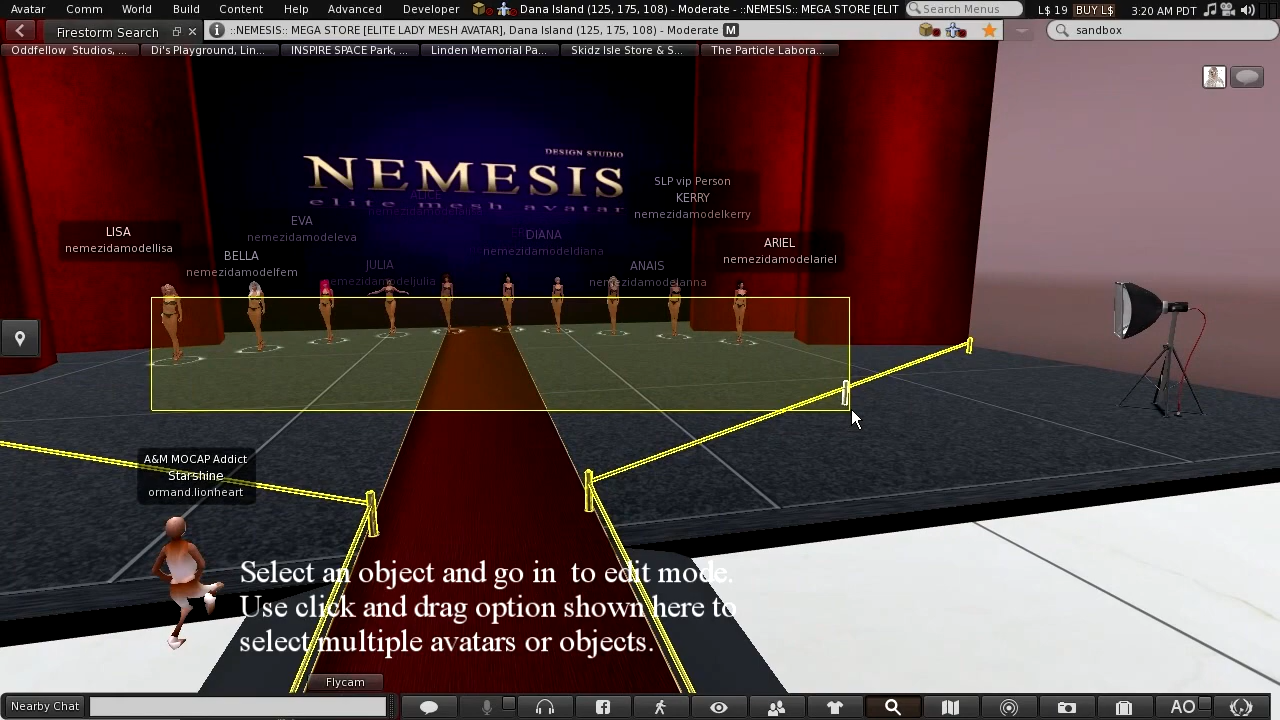 Avatar Comm World Build Content Help Advanced Developer Dana Island (125, 175, 108) - Moderate - ::NEMESIS:: MEGA STORE [ELIT Search Menus L$ 19 BUY L$ 3:20 AM PDT
Firestorm Search ::NEMESIS:: MEGA STORE [ELITE LADY MESH AVATAR], Dana Island (125, 175, 108) - Moderate M sandbox
Oddfellow Studios, ... Di's Playground, Lin... INSPIRE SPACE Park, ... Linden Memorial Pa... Skidz Isle Store & S... The Particle Labora...
DESIGN STUDIO
NEMESIS
elite mesh avatar
ALICE
SLP vip Person
KERRY
nemezidamodelkerry
EVA
nemezidamodeleva
LISA
nemezidamodellisa
DIANA
nemezidamodeldiana
ARIEL
nemezidamodelariel
BELLA
nemezidamodelfem
JULIA
nemezidamodeljulia
ANAIS
nemezidamodelanna
A&M MOCAP Addict
Starshine
ormand.lionheart
Select an object and go in  to edit mode.
Use click and drag option shown here to
select multiple avatars or objects.
Flycam
Nearby Chat AO